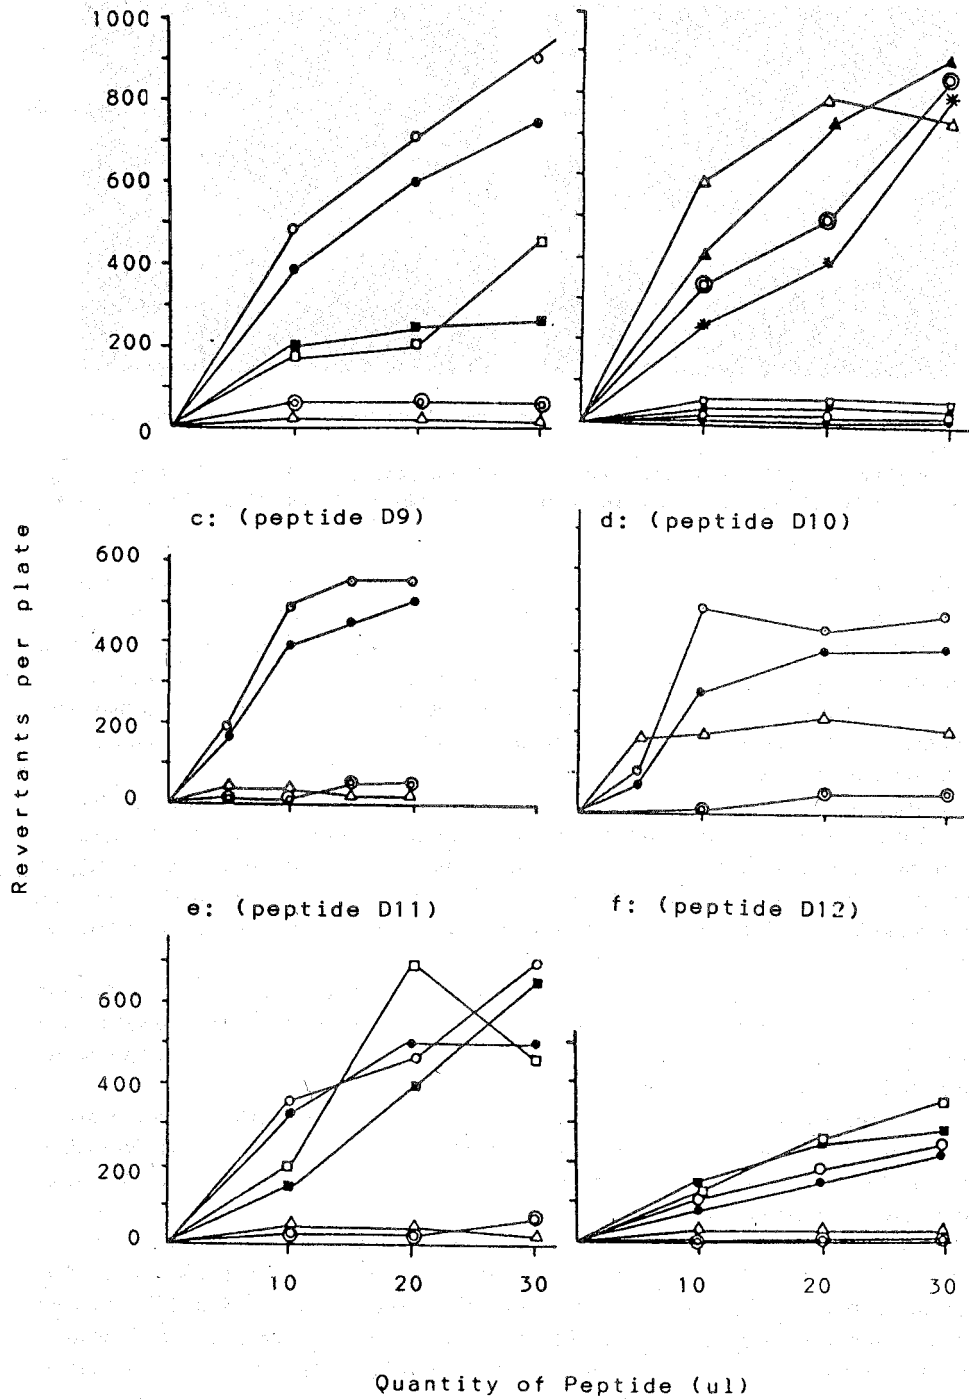 1000
800
600
400
200
0
c: (peptide D9)
d: (peptide D10)
600
400
200
0
Revertants per plate
e: (peptide D11)
f: (peptide D12)
600
400
200
0
10 20 30
10 20 30
Quantity of Peptide (ul)